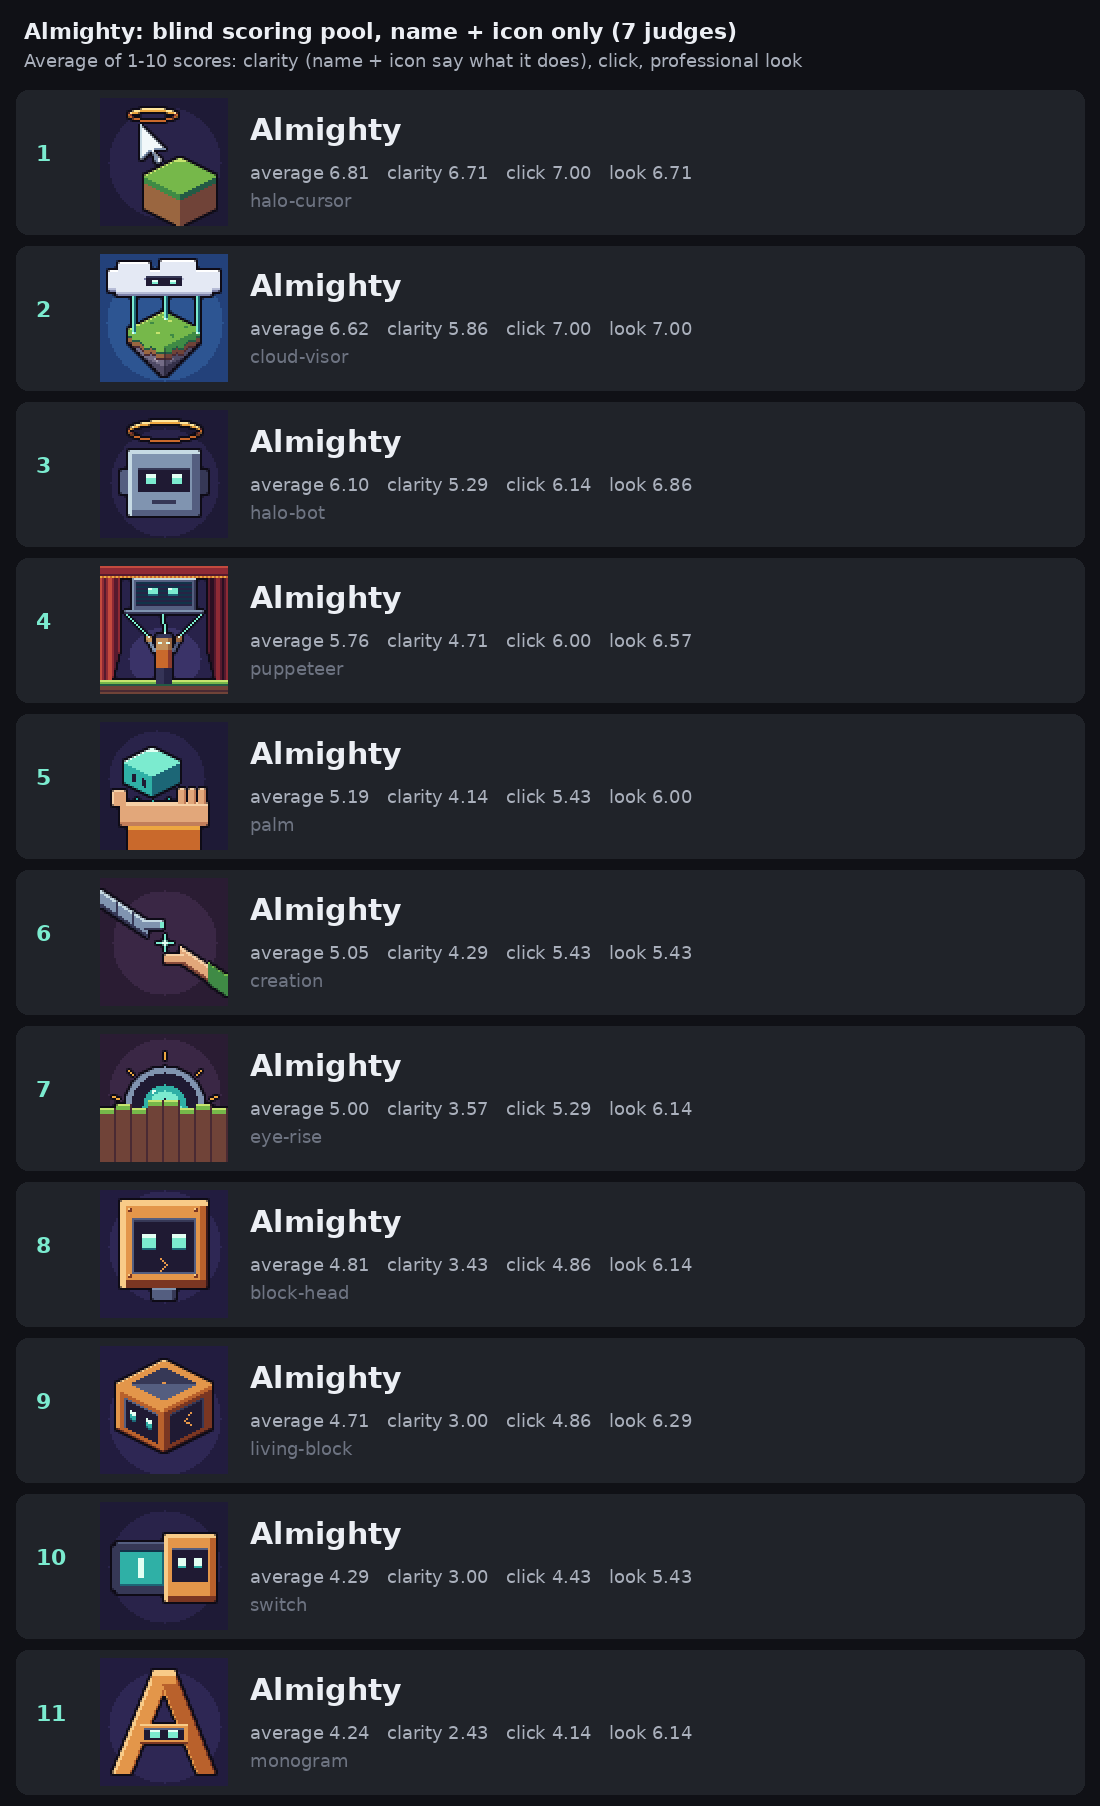 Almighty: blind scoring pool, name + icon only (7 judges)
Average of 1-10 scores: clarity (name + icon say what it does), click, professional look
1
Almighty
average 6.81 clarity 6.71 click 7.00 look 6.71
halo-cursor
2
Almighty
average 6.62 clarity 5.86 click 7.00 look 7.00
cloud-visor
3
Almighty
average 6.10 clarity 5.29 click 6.14 look 6.86
halo-bot
4
Almighty
average 5.76 clarity 4.71 click 6.00 look 6.57
puppeteer
5
Almighty
average 5.19 clarity 4.14 click 5.43 look 6.00
palm
6
Almighty
average 5.05 clarity 4.29 click 5.43 look 5.43
creation
7
Almighty
average 5.00 clarity 3.57 click 5.29 look 6.14
eye-rise
8
Almighty
average 4.81 clarity 3.43 click 4.86 look 6.14
block-head
9
Almighty
average 4.71 clarity 3.00 click 4.86 look 6.29
living-block
10
Almighty
average 4.29 clarity 3.00 click 4.43 look 5.43
switch
11
A
Almighty
average 4.24 clarity 2.43 click 4.14 look 6.14
monogram